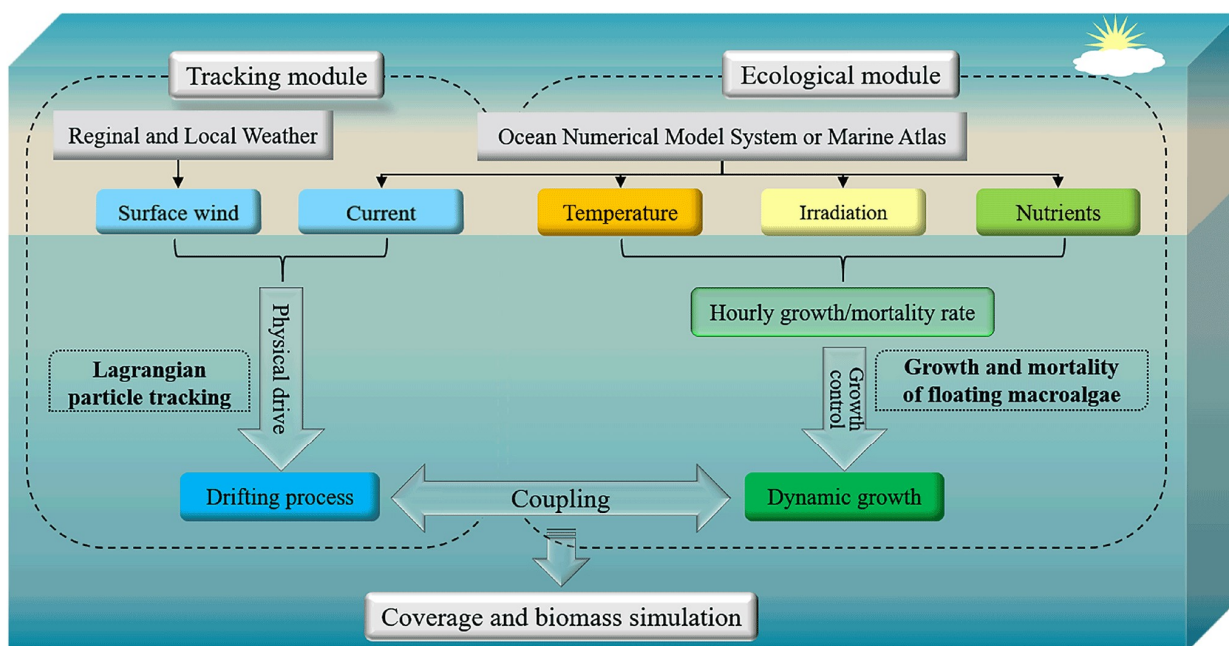 Tracking module
Ecological module
Reginal and Local Weather
Ocean Numerical Model System or Marine Atlas
Surface wind
Current
Temperature
Irradiation
Nutrients
Physical drive
Hourly growth/mortality rate
Lagrangian
particle tracking
Growth
control
Growth and mortality
of floating macroalgae
Drifting process
Coupling
Dynamic growth
Coverage and biomass simulation